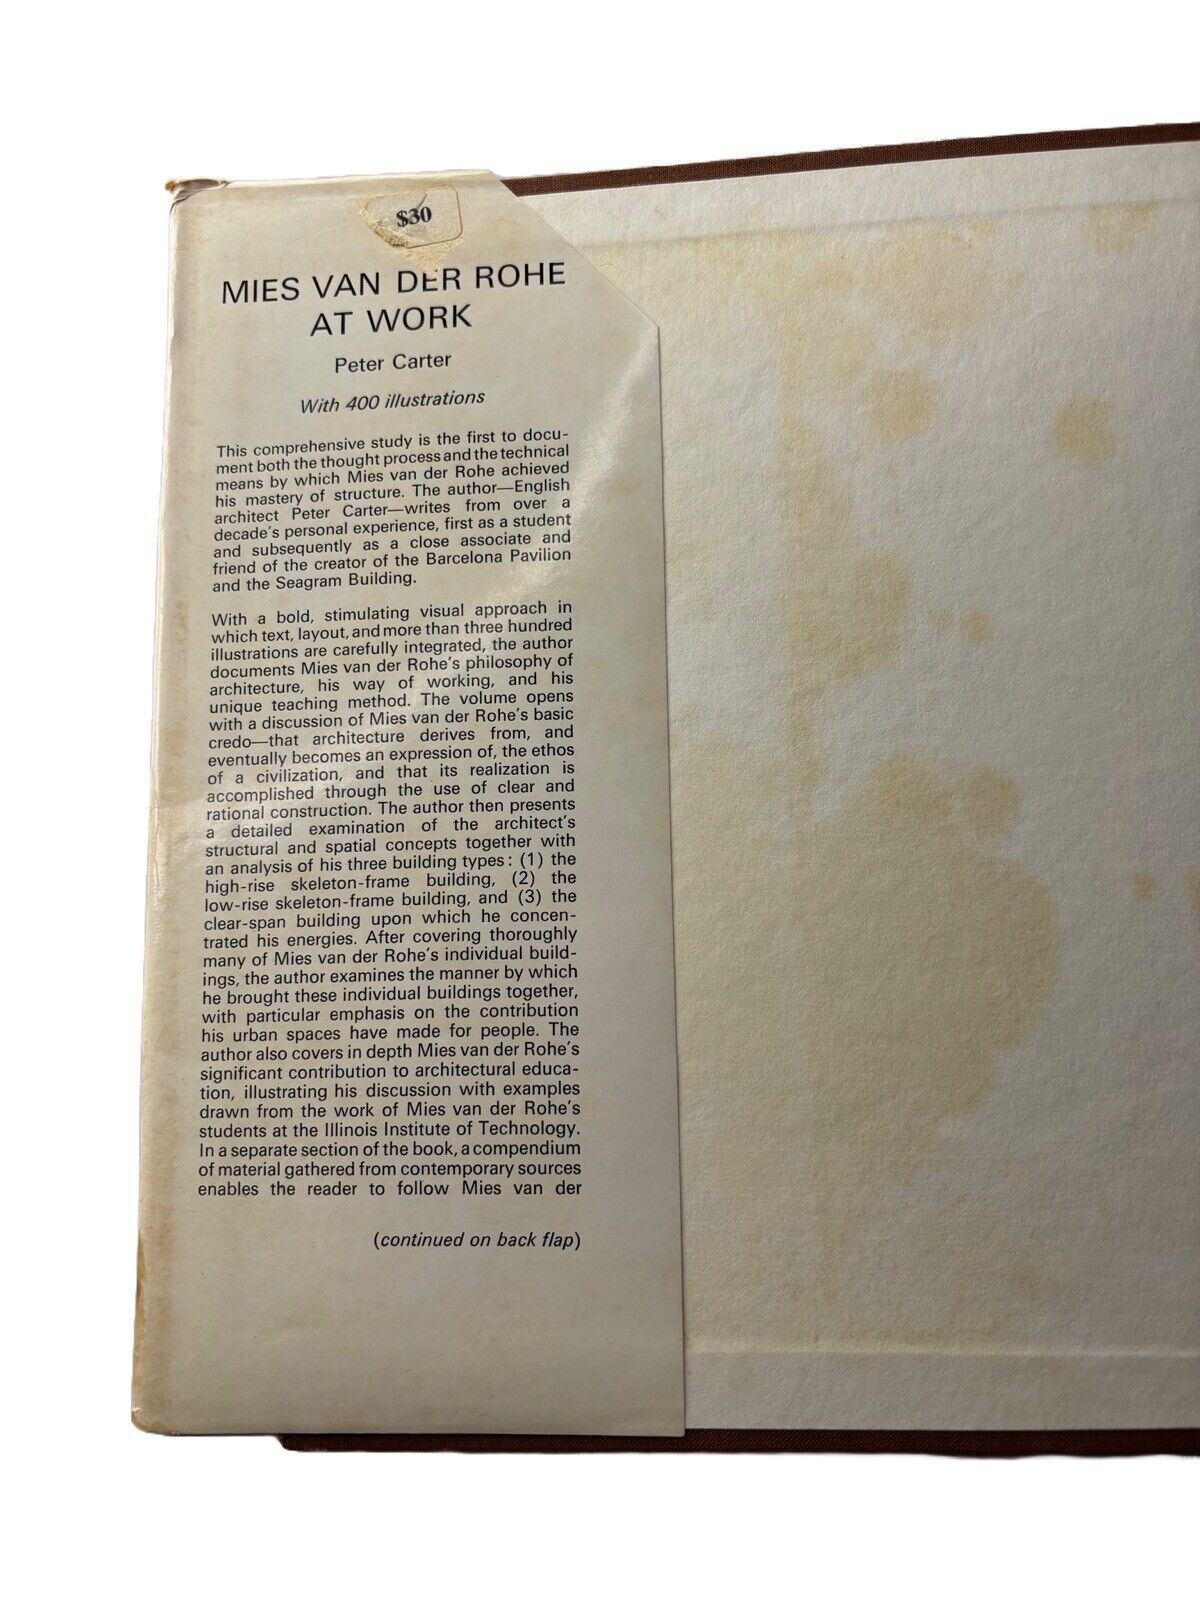 $30
MIES VAN DER ROHE
AT WORK
Peter Carter
With 400 illustrations
This comprehensive study is the first to docu-
ment both the thought process and the technical
means by which Mies van der Rohe achieved
his mastery of structure. The author—English
architect Peter Carter—writes from over a
decade's personal experience, first as a student
and subsequently as a close associate and
friend of the creator of the Barcelona Pavilion
and the Seagram Building.
With a bold, stimulating visual approach in
which text, layout, and more than three hundred
illustrations are carefully integrated, the author
documents Mies van der Rohe's philosophy of
architecture, his way of working, and his
unique teaching method. The volume opens
with a discussion of Mies van der Rohe's basic
credo—that architecture derives from, and
eventually becomes an expression of, the ethos
of a civilization, and that its realization is
accomplished through the use of clear and
rational construction. The author then presents
a detailed examination of the architect's
structural and spatial concepts together with
an analysis of his three building types: (1) the
high-rise skeleton-frame building, (2) the
low-rise skeleton-frame building, and (3) the
clear-span building upon which he concen-
trated his energies. After covering thoroughly
many of Mies van der Rohe's individual build-
ings, the author examines the manner by which
he brought these individual buildings together,
with particular emphasis on the contribution
his urban spaces have made for people. The
author also covers in depth Mies van der Rohe's
significant contribution to architectural educa-
tion, illustrating his discussion with examples
drawn from the work of Mies van der Rohe's
students at the Illinois Institute of Technology.
In a separate section of the book, a compendium
of material gathered from contemporary sources
enables the reader to follow Mies van der
(continued on back flap)